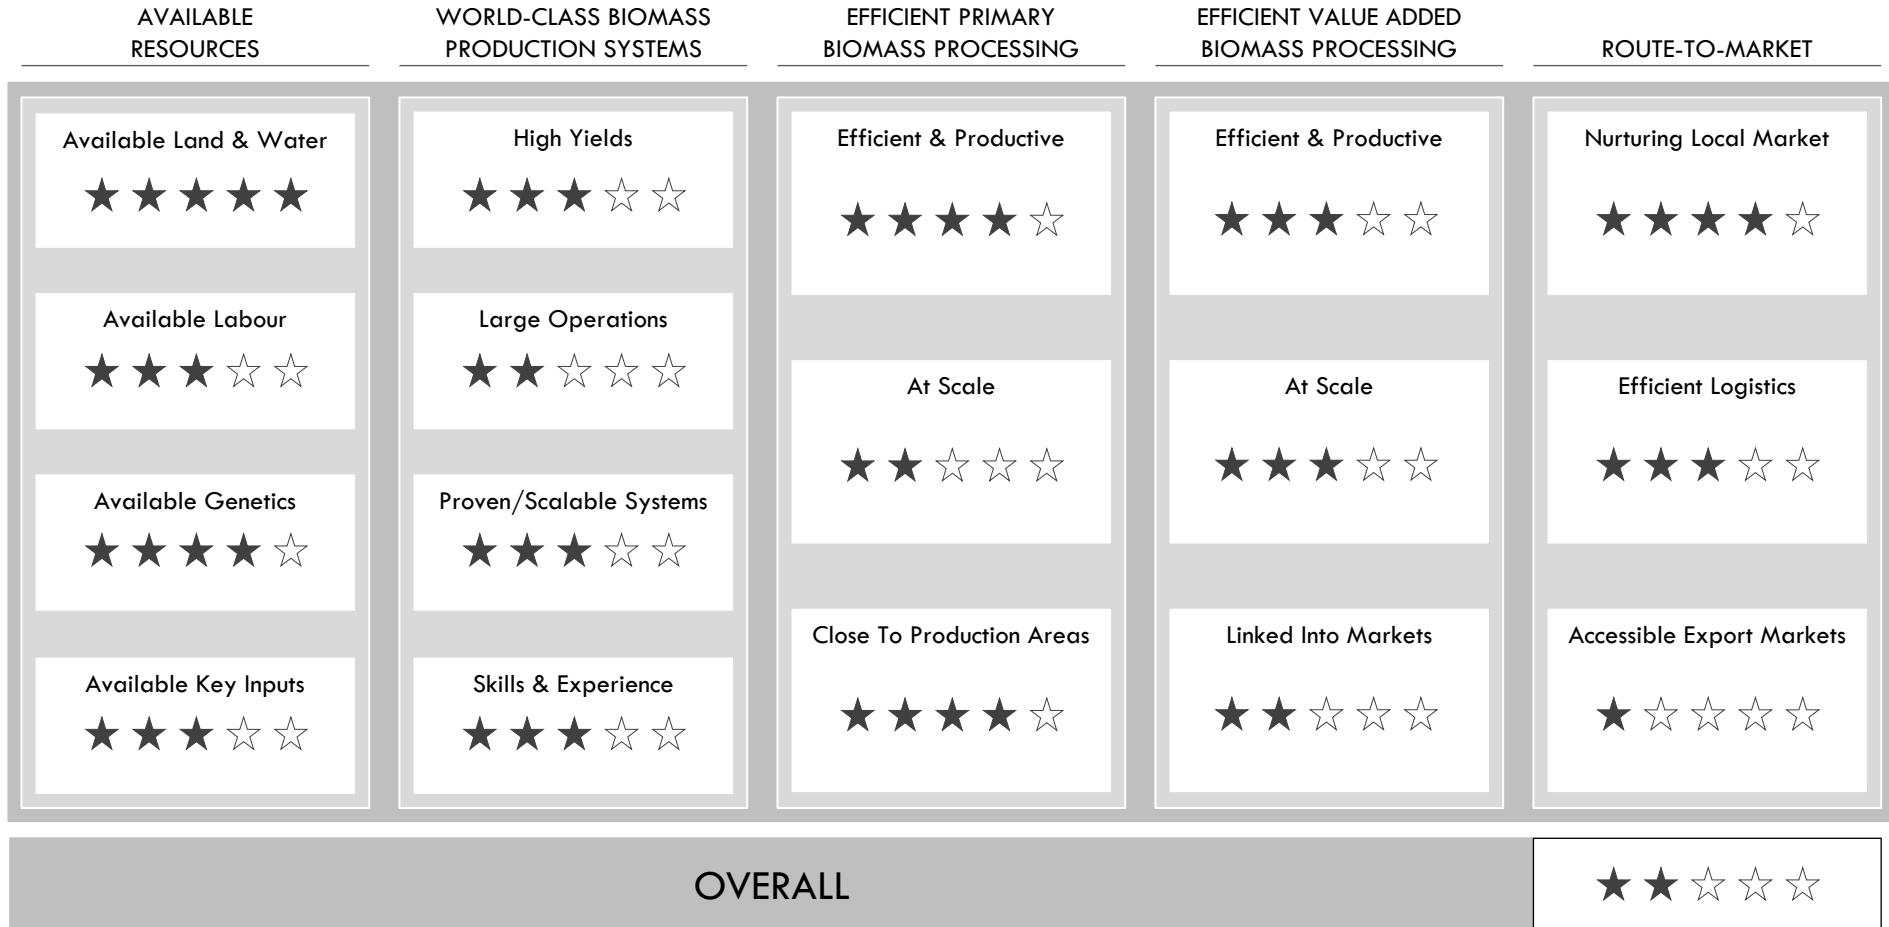 AVAILABLE
RESOURCES
WORLD-CLASS BIOMASS
PRODUCTION SYSTEMS
EFFICIENT PRIMARY
BIOMASS PROCESSING
EFFICIENT VALUE ADDED
BIOMASS PROCESSING
ROUTE-TO-MARKET
Available Land & Water
★ ★ ★ ★ ★
Available Labour
★ ★ ★ ☆ ☆
Available Genetics
★ ★ ★ ★ ☆
Available Key Inputs
★ ★ ★ ☆ ☆
High Yields
★ ★ ★ ☆ ☆
Large Operations
★ ★ ☆ ☆ ☆
Proven/Scalable Systems
★ ★ ★ ☆ ☆
Skills & Experience
★ ★ ★ ☆ ☆
Efficient & Productive
★ ★ ★ ★ ☆
At Scale
★ ★ ☆ ☆ ☆
Close To Production Areas
★ ★ ★ ★ ☆
Efficient & Productive
★ ★ ★ ☆ ☆
At Scale
★ ★ ★ ☆ ☆
Linked Into Markets
★ ★ ☆ ☆ ☆
Nurturing Local Market
★ ★ ★ ★ ☆
Efficient Logistics
★ ★ ★ ☆ ☆
Accessible Export Markets
★ ☆ ☆ ☆ ☆
OVERALL
★ ★ ☆ ☆ ☆